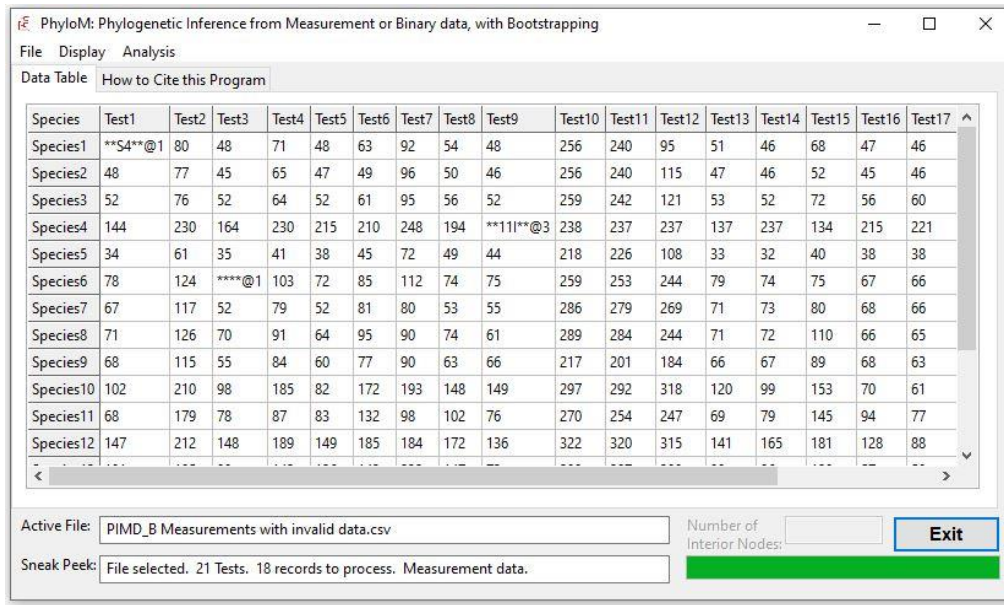 PhyloM: Phylogenetic Inference from Measurement or Binary data, with Bootstrapping
File Display Analysis
Data Table How to Cite this Program
Species Test1 Test2 Test3 Test4 Test5 Test6 Test7 Test8 Test9 Test10 Test11 Test12 Test13 Test14 Test15 Test16 Test17
Species1 **S4**@1 80 48 71 48 63 92 54 48 256 240 95 51 46 68 47 46
Species2 48 77 45 65 47 49 96 50 46 256 240 115 47 46 52 45 46
Species3 52 76 52 64 52 61 95 56 52 259 242 121 53 52 72 56 60
Species4 144 230 164 230 215 210 248 194 **11I**@3 238 237 237 137 237 134 215 221
Species5 34 61 35 41 38 45 72 49 44 218 226 108 33 32 40 38 38
Species6 78 124 ****@1 103 72 85 112 74 75 259 253 244 79 74 75 67 66
Species7 67 117 52 79 52 81 80 53 55 286 279 269 71 73 80 68 66
Species8 71 126 70 91 64 95 90 74 61 289 284 244 71 72 110 66 65
Species9 68 115 55 84 60 77 90 63 66 217 201 184 66 67 89 68 63
Species10 102 210 98 185 82 172 193 148 149 297 292 318 120 99 153 70 61
Species11 68 179 78 87 83 132 98 102 76 270 254 247 69 79 145 94 77
Species12 147 212 148 189 149 185 184 172 136 322 320 315 141 165 181 128 88
Active File: PIMD_B Measurements with invalid data.csv
Number of
Interior Nodes:
Exit
Sneak Peek: File selected. 21 Tests. 18 records to process. Measurement data.